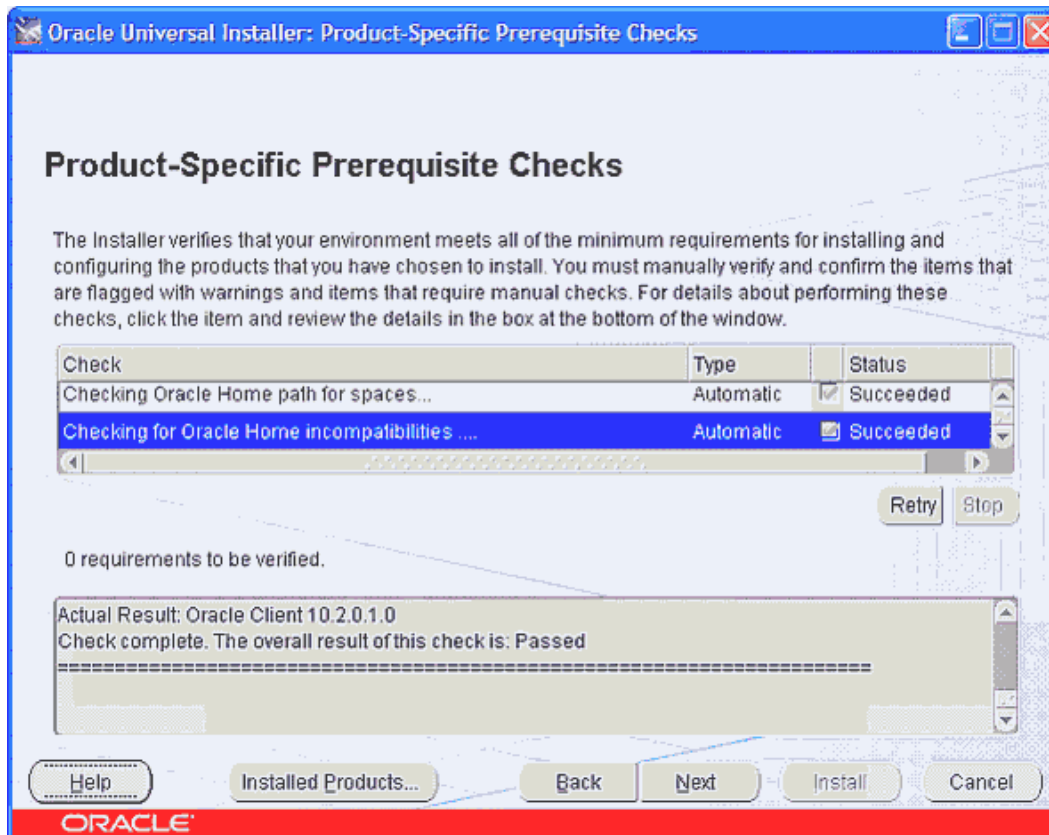 Oracle Universal Installer: Product-Specific Prerequisite Checks
Product-Specific Prerequisite Checks
The Installer verifies that your environment meets all of the minimum requirements for installing and
configuring the products that you have chosen to install. You must manually verify and confirm the items that
are flagged with warnings and items that require manual checks. For details about performing these
checks, click the item and review the details in the box at the bottom of the window.
Check Type Status
Checking Oracle Home path for spaces... Automatic Succeeded
Checking for Oracle Home incompatibilities .... Automatic Succeeded
Retry Stop
0 requirements to be verified.
Actual Result: Oracle Client 10.2.0.1.0
Check complete. The overall result of this check is: Passed
========================================================================
Help Installed Products... Back Next Install Cancel
ORACLE